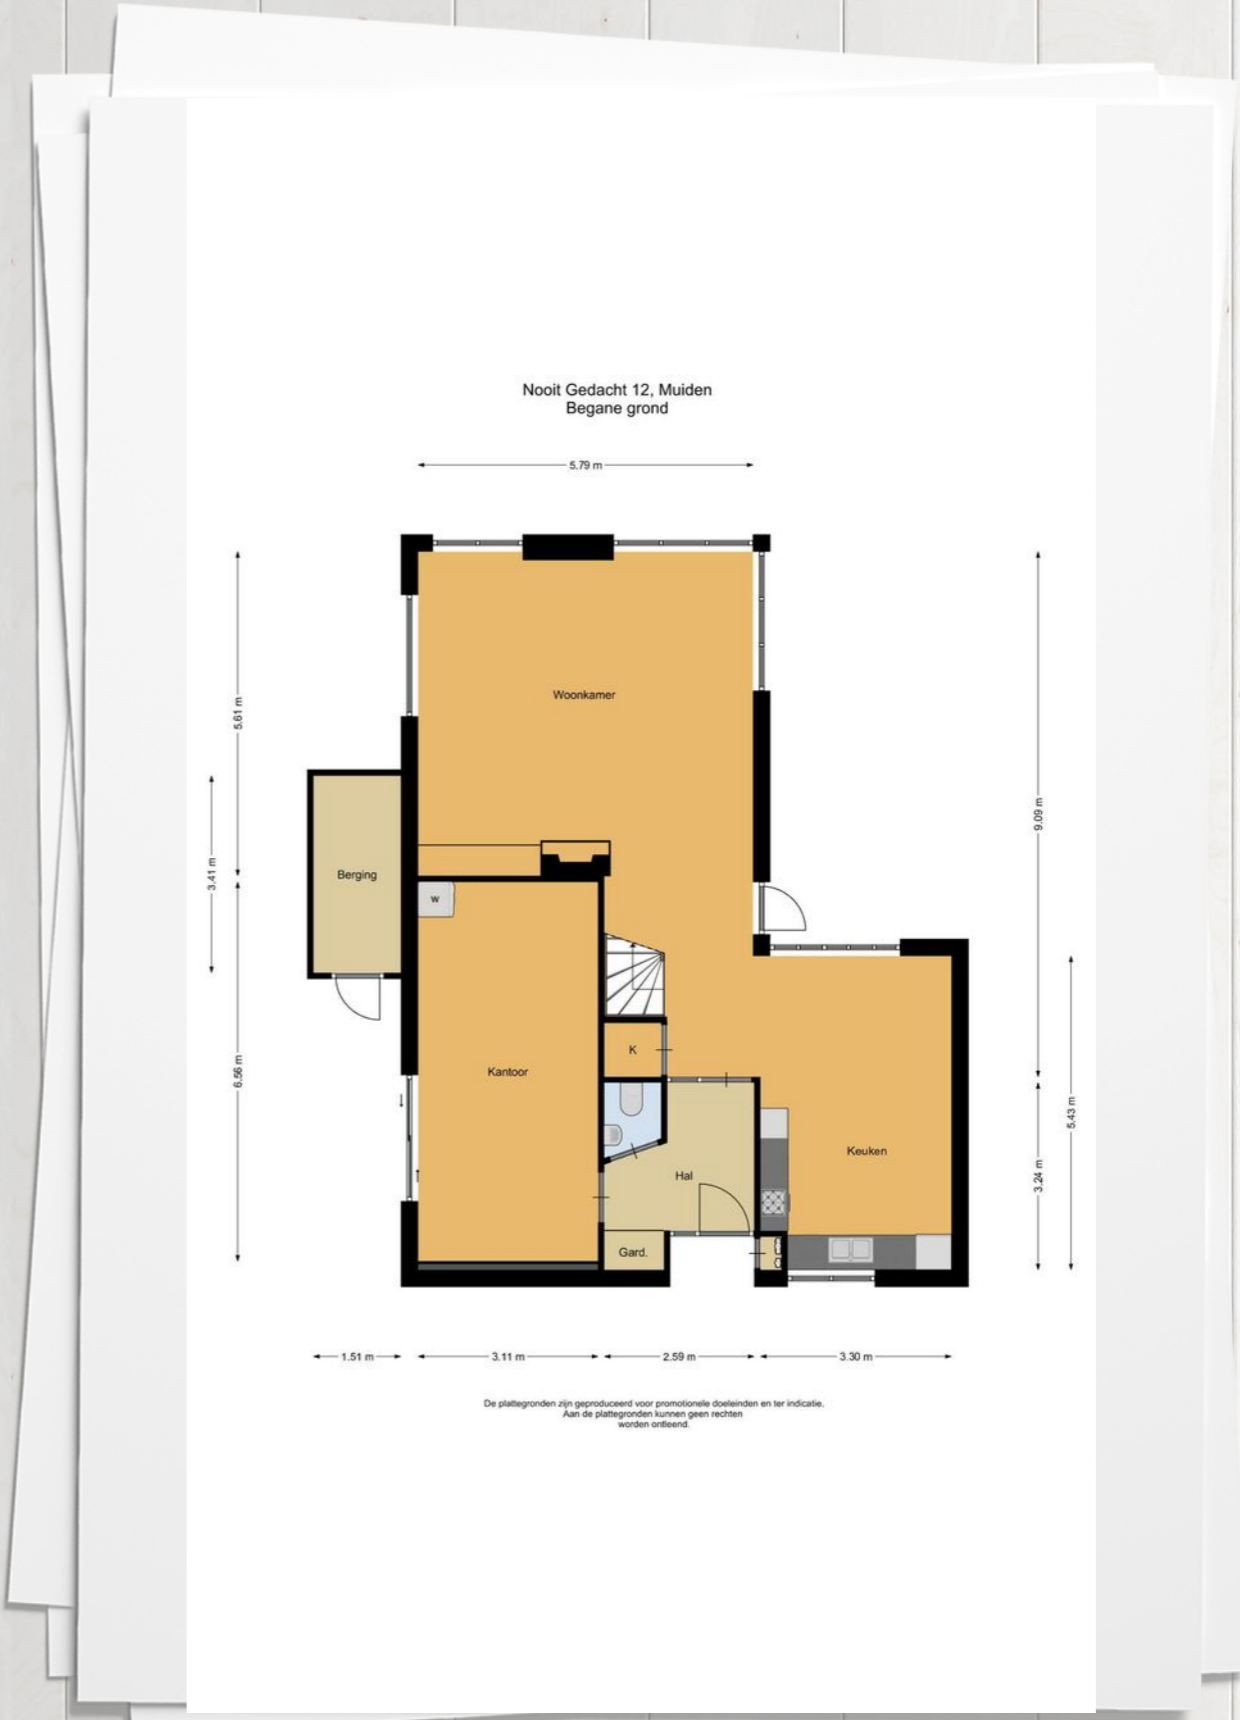 Nooit Gedacht 12, Muiden
Begane grond
5.79 m
5.61 m
3.41 m
6.56 m
9.09 m
3.24 m
5.43 m
Woonkamer
Berging
w
Kantoor
K
Hal
Keuken
Gard.
1.51 m
3.11 m
2.59 m
3.30 m
De plattegronden zijn geproduceerd voor promotionele doeleinden en ter indicatie.
Aan de plattegronden kunnen geen rechten
worden ontleend.